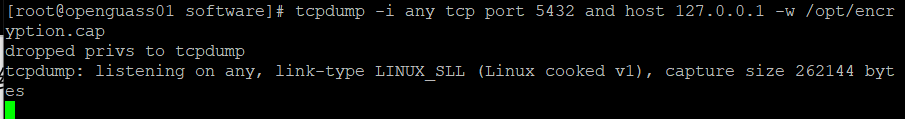 [root@openguass01 software]# tcpdump -i any tcp port 5432 and host 127.0.0.1 -w /opt/encr
yption.cap
dropped privs to tcpdump
tcpdump: listening on any, link-type LINUX_SLL (Linux cooked v1), capture size 262144 byt
es